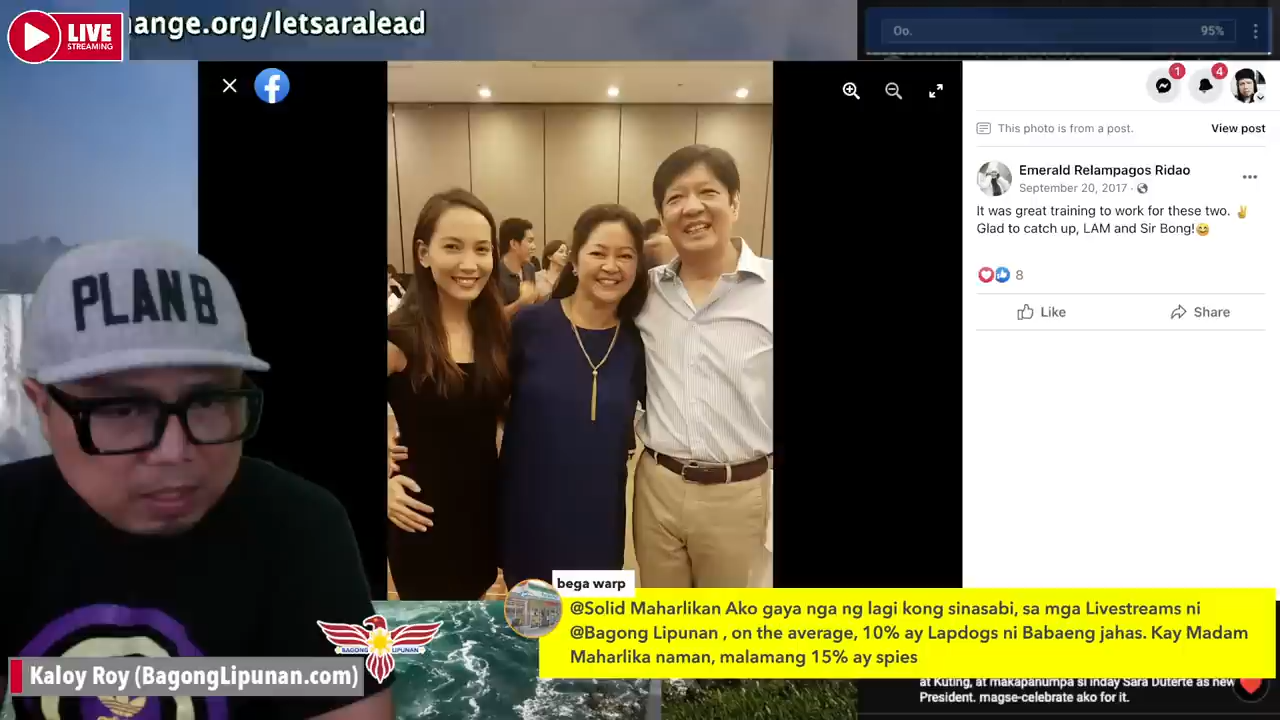 ange.org/letsaralead
LIVE
STREAMING
Oo.
95%
1
4
This photo is from a post.
View post
Emerald Relampagos Ridao
September 20, 2017 ·
It was great training to work for these two. ✌
Glad to catch up, LAM and Sir Bong!😊
8
Like
Share
PLAN B
bega warp
@Solid Maharlikan Ako gaya nga ng lagi kong sinasabi, sa mga Livestreams ni
@Bagong Lipunan , on the average, 10% ay Lapdogs ni Babaeng jahas. Kay Madam
Maharlika naman, malamang 15% ay spies
BAGONG LIPUNAN
Kaloy Roy (BagongLipunan.com)
at Kuting, at makapanumpa si Inday Sara Duterte as new
President. magse-celebrate ako for it.